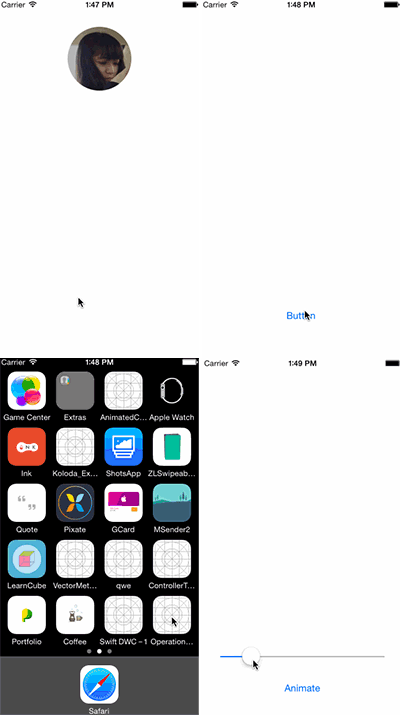 Carrier 1:47 PM
Carrier 1:48 PM
Button
Carrier 1:48 PM
Game Center Extras AnimatedC... Apple Watch
Ink Koloda_Ex... ShotsApp ZLSwipeab...
Quote Pixate GCard MSender2
LearnCube VectorMet... qwe ControllerT...
Portfolio Coffee Swift DWC – 1 Operation...
Safari
Carrier 1:49 PM
Animate